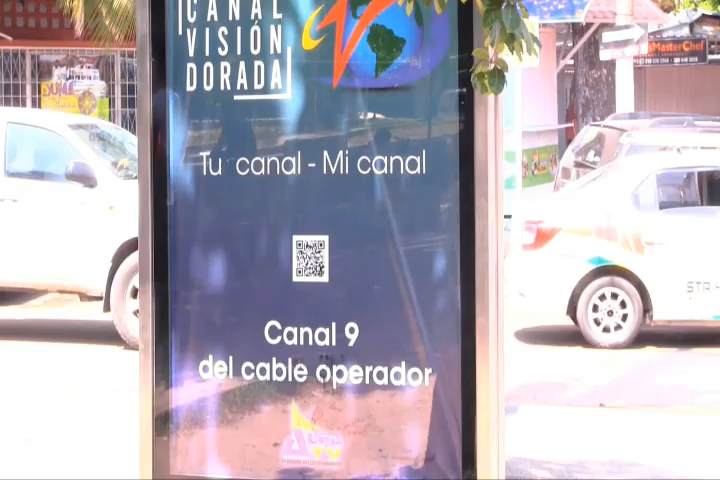 CANAL
VISIÓN
DORADA
Tu canal - Mi canal
Canal 9
del cable operador
MasterChef